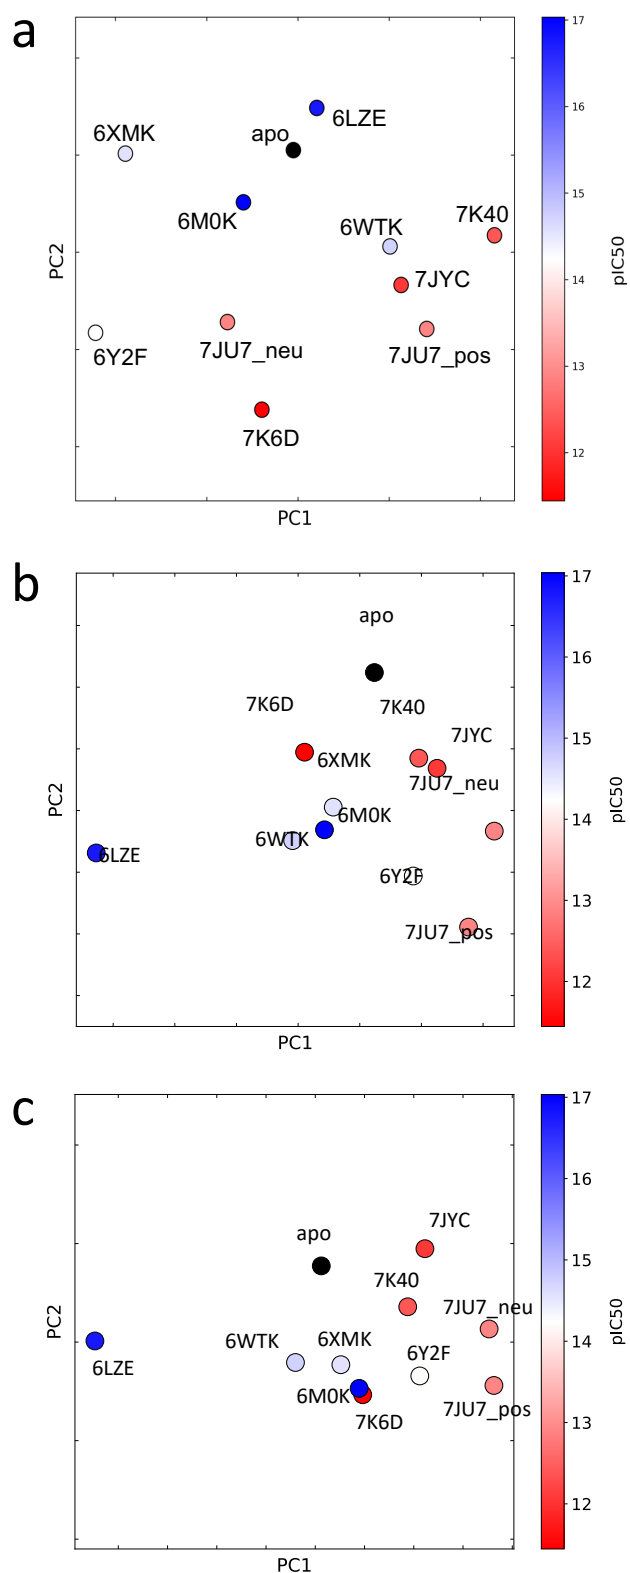 a
17
6LZE
16
6XMK
apo
15
6M0K
6WTK
7K40
PC2
pIC50
14
7JYC
6Y2F
7JU7_neu
7JU7_pos
13
7K6D
12
PC1
b
17
apo
16
7K6D
7K40
7JYC
15
6XMK
7JU7_neu
PC2
pIC50
14
6M0K
6WTK
6LZE
6Y2F
13
7JU7_pos
12
PC1
c
17
16
7JYC
apo
15
7K40
7JU7_neu
PC2
pIC50
14
6WTK
6XMK
6Y2F
6LZE
6M0K
7JU7_pos
7K6D
13
12
PC1